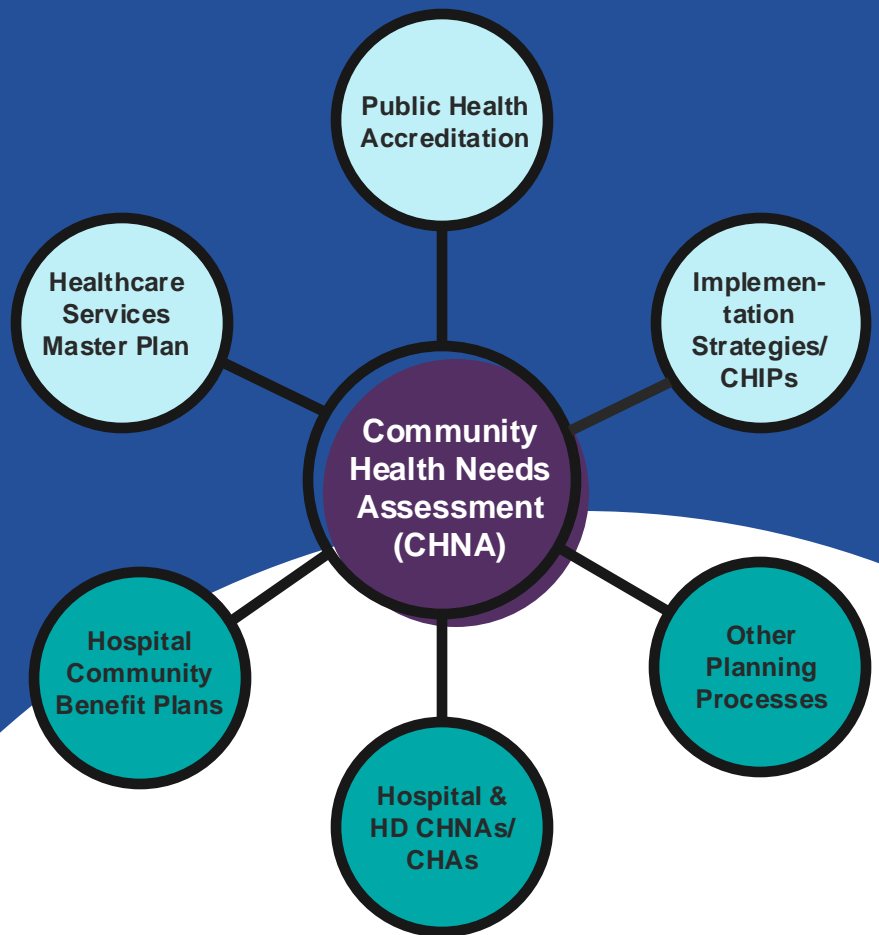 Public Health
Accreditation
Healthcare
Services
Master Plan
Implemen-
tation
Strategies/
CHIPs
Community
Health Needs
Assessment
(CHNA)
Hospital
Community
Benefit Plans
Other
Planning
Processes
Hospital &
HD CHNAs/
CHAs